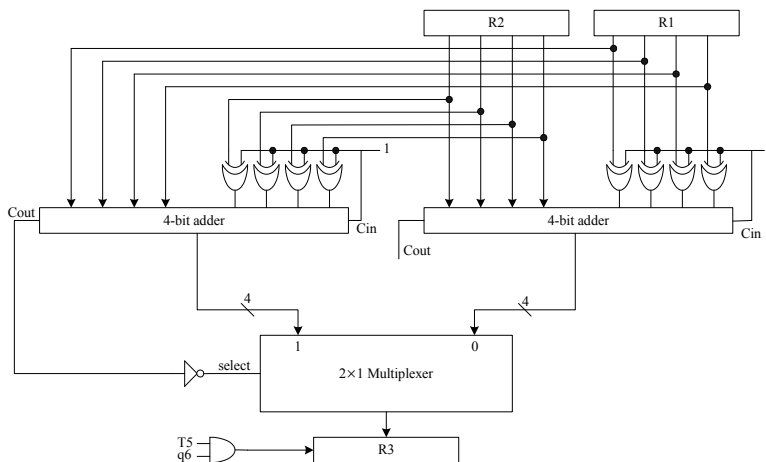 R2
R1
1
Cout
4-bit adder
Cin
4-bit adder
Cin
Cout
4
4
1
0
select
2×1 Multiplexer
T5
q6
R3